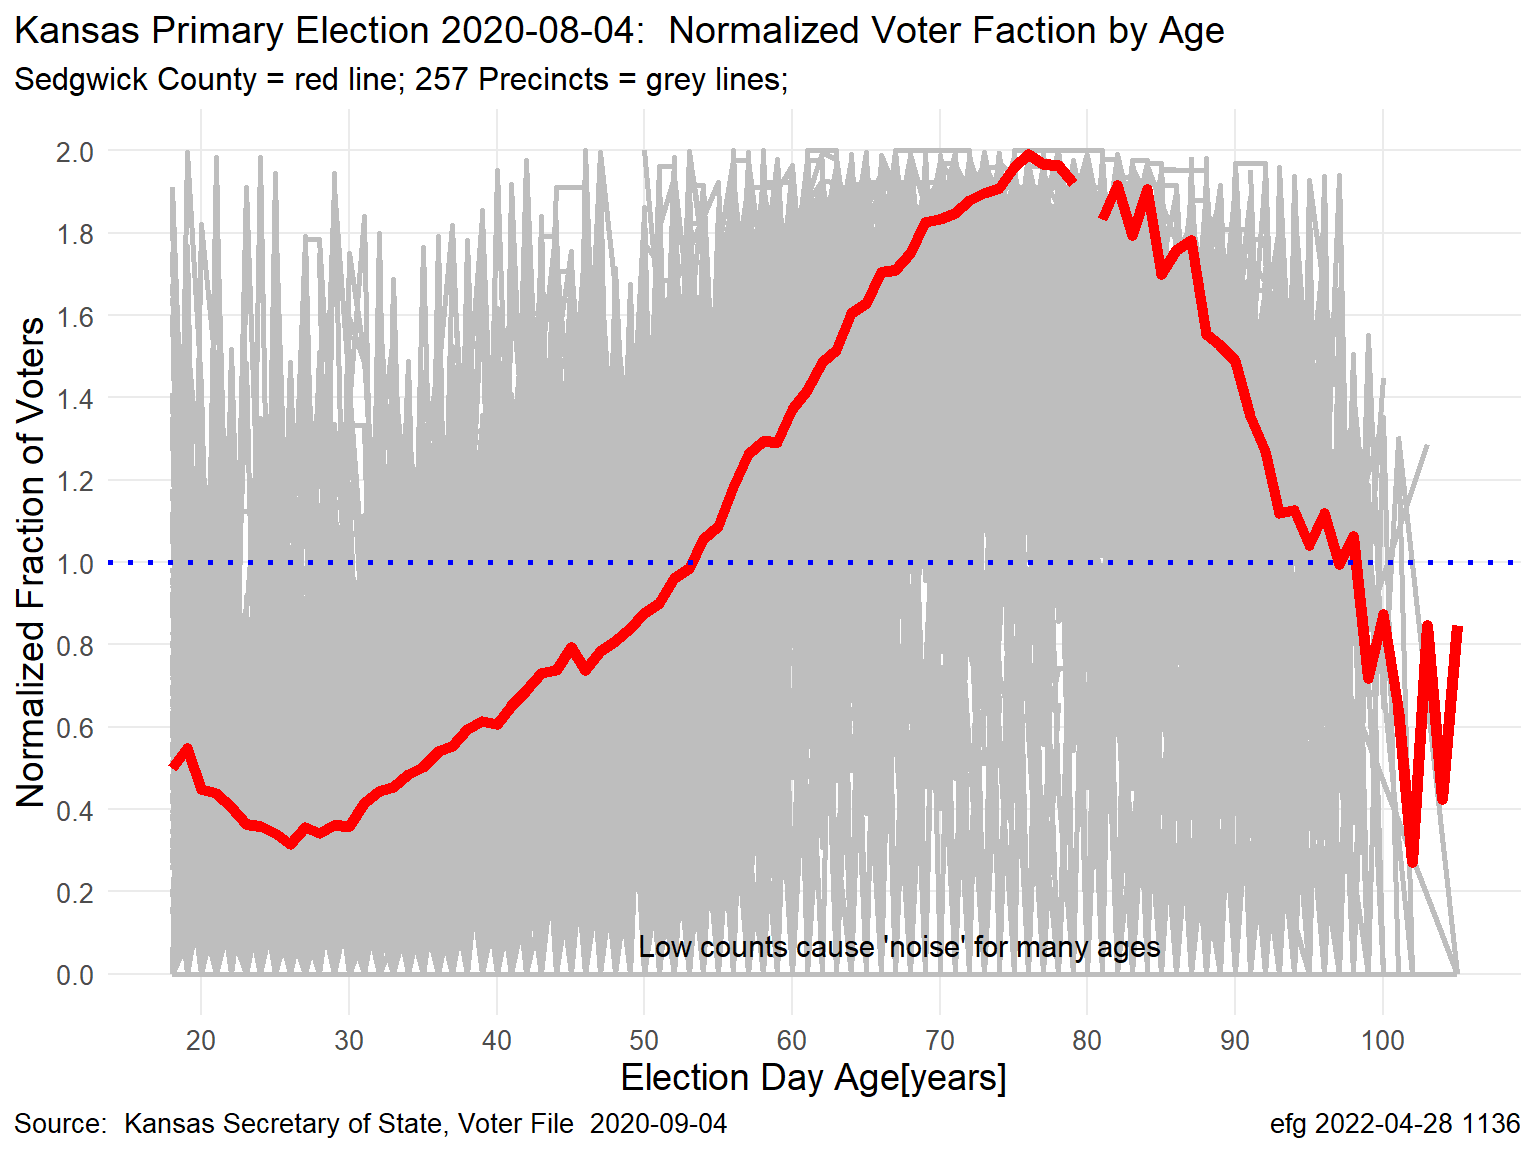 Kansas Primary Election 2020-08-04:  Normalized Voter Faction by Age
Sedgwick County = red line; 257 Precincts = grey lines;
Normalized Fraction of Voters
2.0
1.8
1.6
1.4
1.2
1.0
0.8
0.6
0.4
0.2
0.0
Low counts cause 'noise' for many ages
20 30 40 50 60 70 80 90 100
Election Day Age[years]
Source:  Kansas Secretary of State, Voter File  2020-09-04
efg 2022-04-28 1136